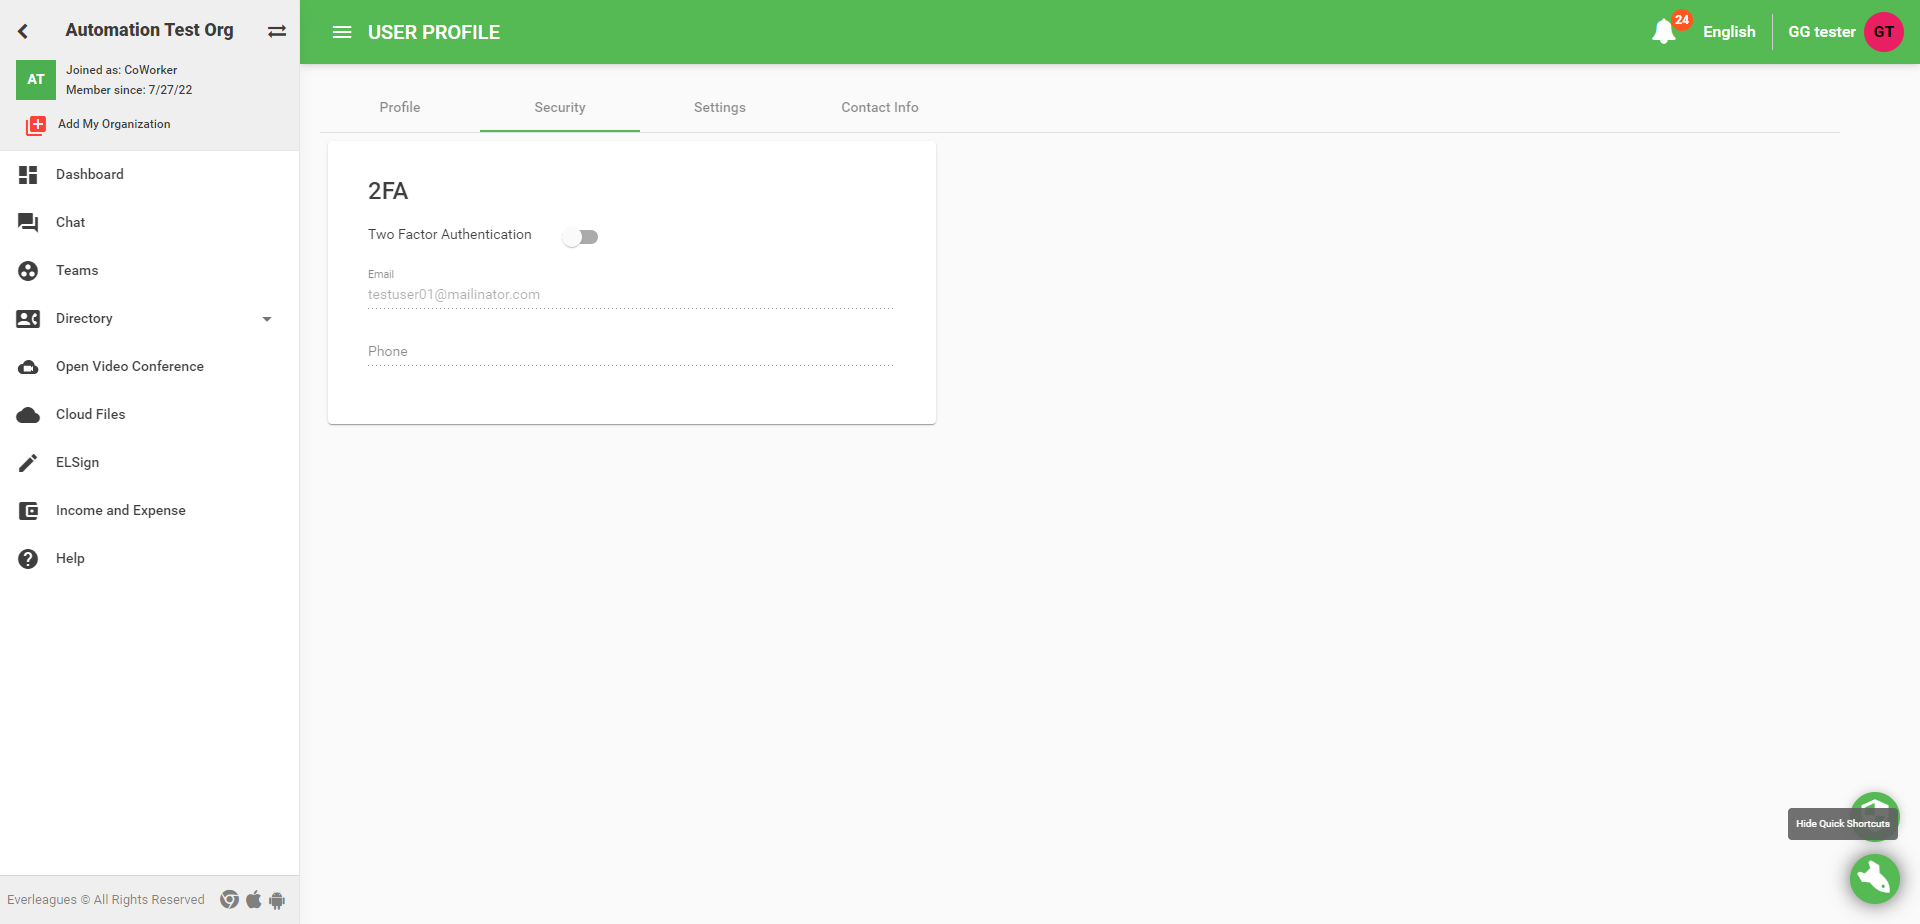 Automation Test Org
AT
Joined as: CoWorker
Member since: 7/27/22
Add My Organization
Dashboard
Chat
Teams
Directory
Open Video Conference
Cloud Files
ELSign
Income and Expense
Help
Everleagues © All Rights Reserved
USER PROFILE
24
English
GG tester
GT
Profile
Security
Settings
Contact Info
2FA
Two Factor Authentication
Email
testuser01@mailinator.com
Phone
Hide Quick Shortcuts